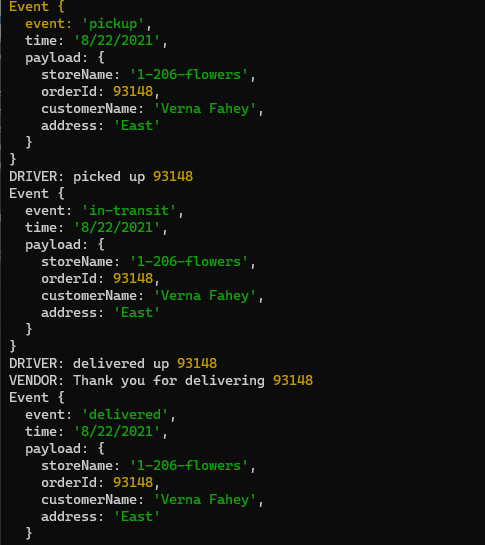 Event {
  event: 'pickup',
  time: '8/22/2021',
  payload: {
    storeName: '1-206-flowers',
    orderId: 93148,
    customerName: 'Verna Fahey',
    address: 'East'
  }
}
DRIVER: picked up 93148
Event {
  event: 'in-transit',
  time: '8/22/2021',
  payload: {
    storeName: '1-206-flowers',
    orderId: 93148,
    customerName: 'Verna Fahey',
    address: 'East'
  }
}
DRIVER: delivered up 93148
VENDOR: Thank you for delivering 93148
Event {
  event: 'delivered',
  time: '8/22/2021',
  payload: {
    storeName: '1-206-flowers',
    orderId: 93148,
    customerName: 'Verna Fahey',
    address: 'East'
  }